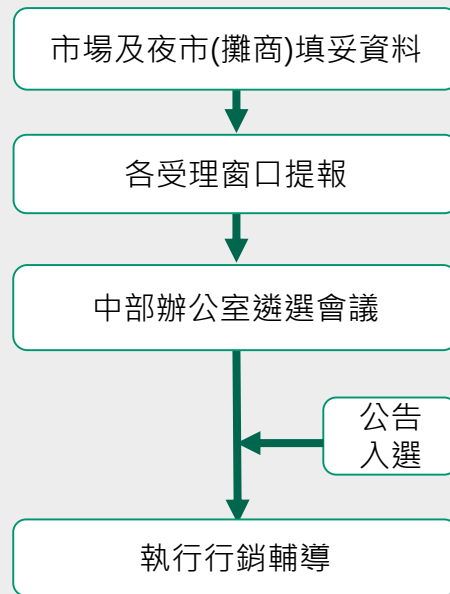 市場及夜市(攤商)填妥資料
各受理窗口提報
中部辦公室遴選會議
公告
入選
執行行銷輔導